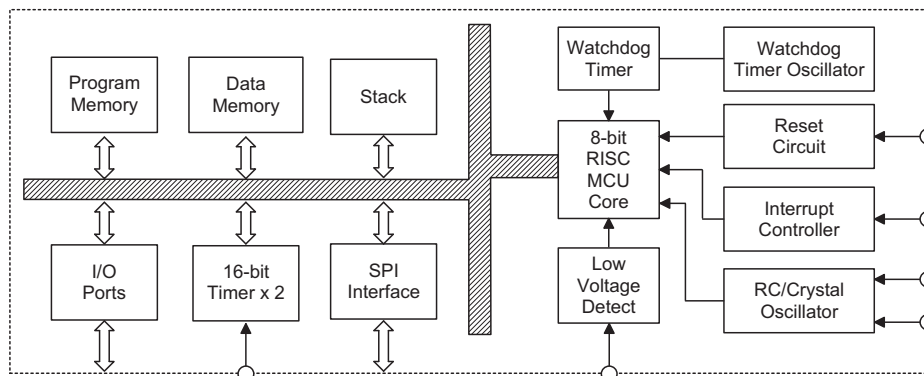 Program
Memory
Data
Memory
Stack
Watchdog
Timer
Watchdog
Timer Oscillator
8-bit
RISC
MCU
Core
Reset
Circuit
Interrupt
Controller
I/O
Ports
16-bit
Timer x 2
SPI
Interface
Low
Voltage
Detect
RC/Crystal
Oscillator